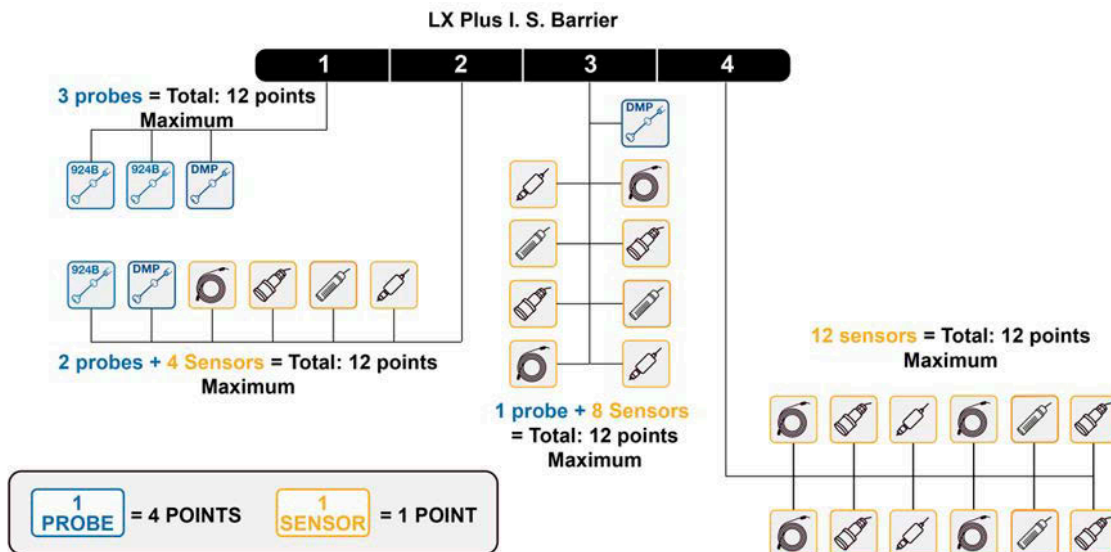 LX Plus I. S. Barrier
1 2 3 4
3 probes = Total: 12 points
Maximum
924B 924B DMP
DMP
924B DMP
2 probes + 4 Sensors = Total: 12 points
Maximum
1 probe + 8 Sensors
= Total: 12 points
Maximum
12 sensors = Total: 12 points
Maximum
1
PROBE = 4 POINTS
1
SENSOR = 1 POINT